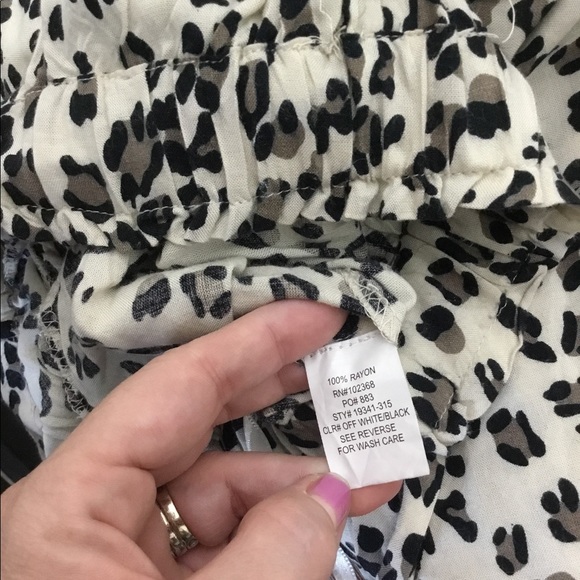 100% RAYON
RN#102368
PO# 883
STY# 19341-315
CLR# OFF WHITE/BLACK
SEE REVERSE
FOR WASH CARE